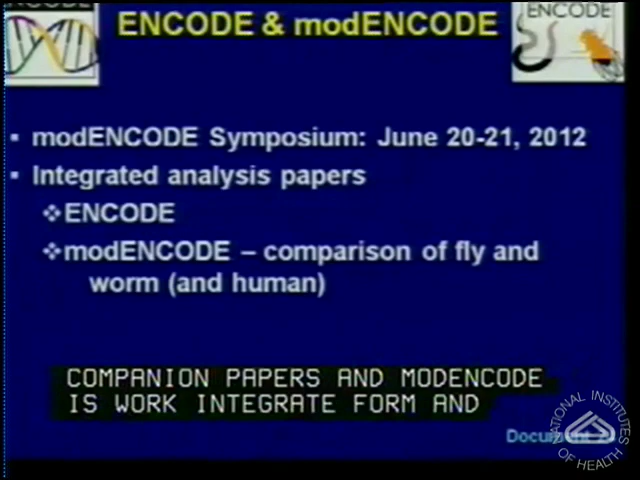 ENCODE
ENCODE & modENCODE
ENCODE
▪ modENCODE Symposium: June 20-21, 2012
▪ Integrated analysis papers
❖ENCODE
❖modENCODE – comparison of fly and
worm (and human)
COMPANION PAPERS AND MODENCODE
IS WORK INTEGRATE FORM AND
Document
NATIONAL INSTITUTES OF HEALTH